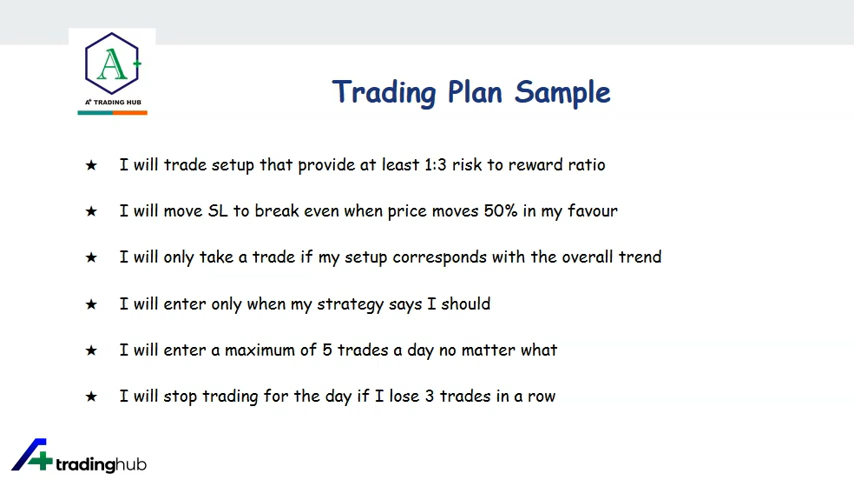 A+
A+ TRADING HUB
Trading Plan Sample
★ I will trade setup that provide at least 1:3 risk to reward ratio
★ I will move SL to break even when price moves 50% in my favour
★ I will only take a trade if my setup corresponds with the overall trend
★ I will enter only when my strategy says I should
★ I will enter a maximum of 5 trades a day no matter what
★ I will stop trading for the day if I lose 3 trades in a row
A+ tradinghub